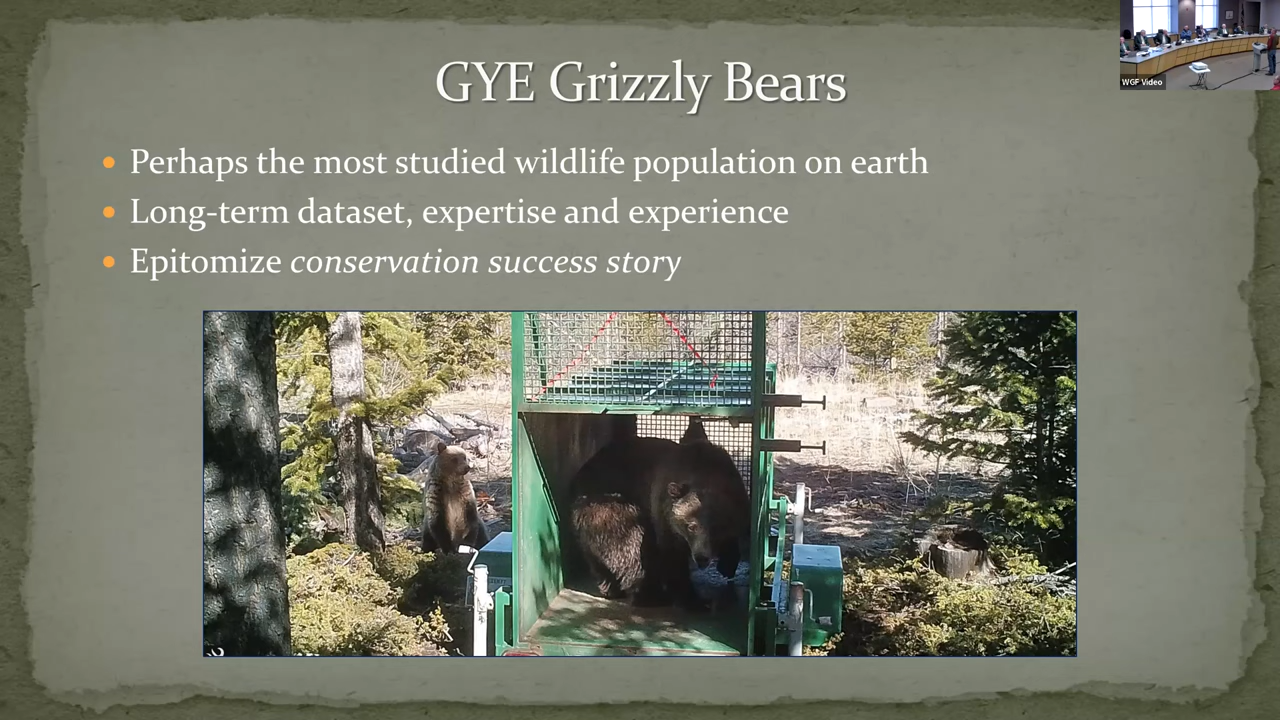 GYE Grizzly Bears
WGF Video
Perhaps the most studied wildlife population on earth
Long-term dataset, expertise and experience
Epitomize conservation success story